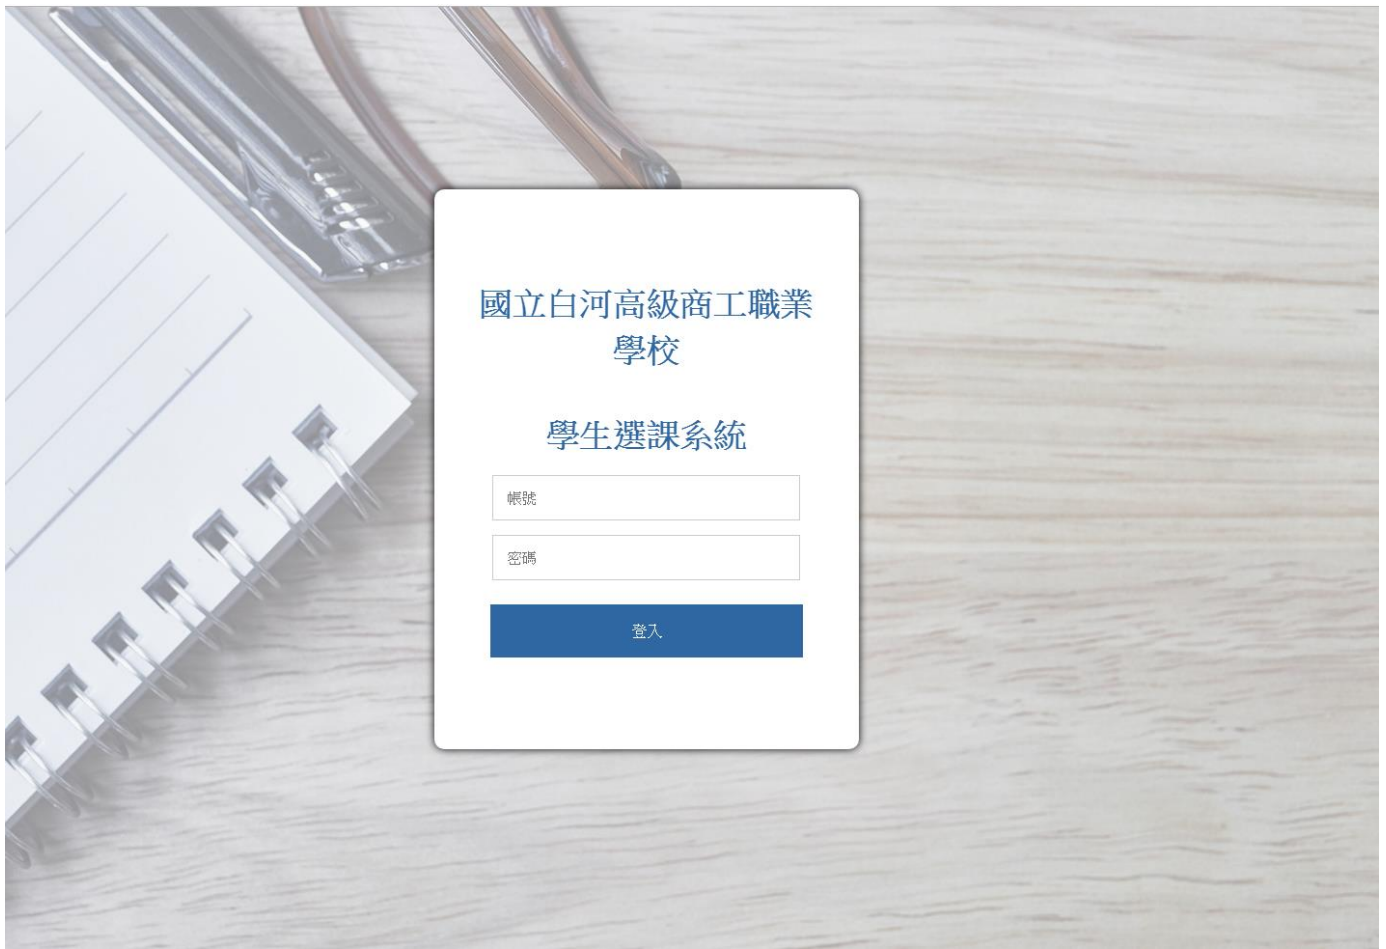 國立白河高級商工職業
學校
學生選課系統
帳號
密碼
登入